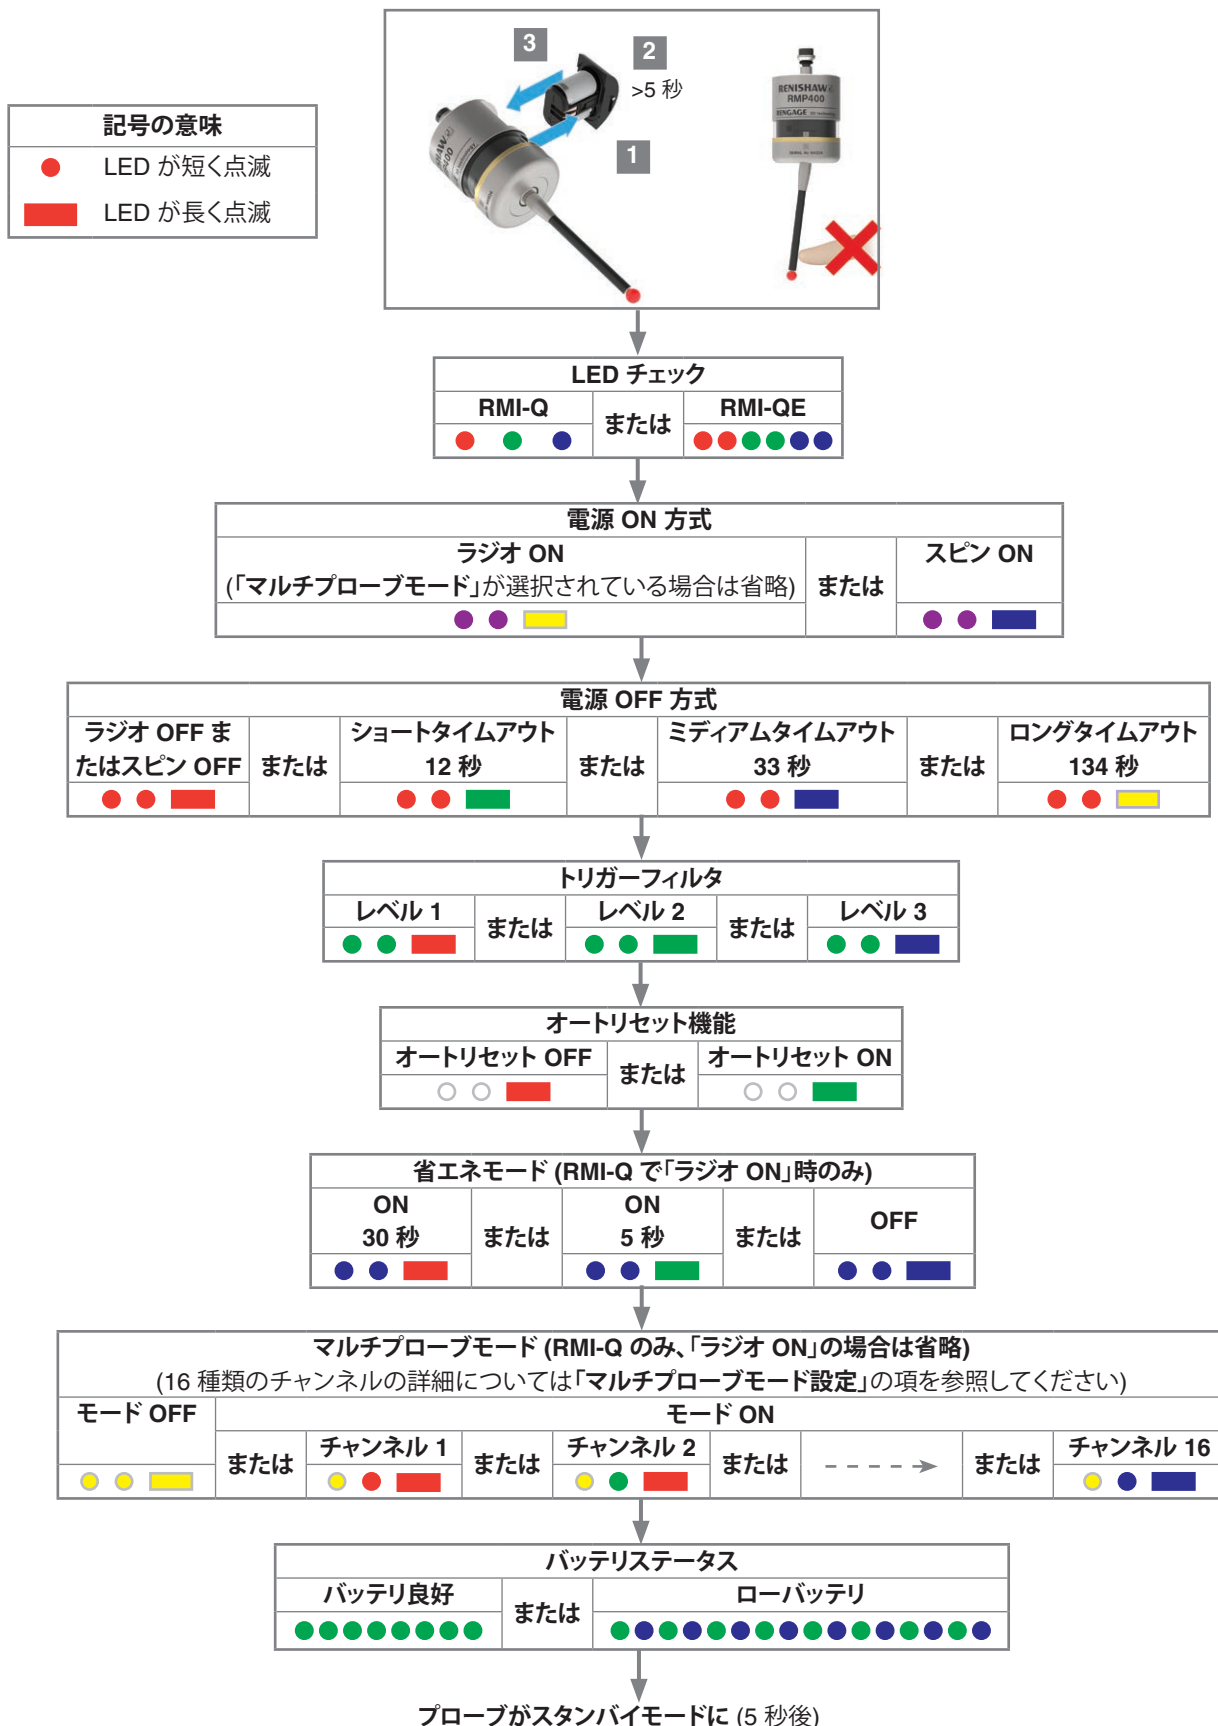 3
2
>5 秒
1
RENISHAW
RMP400
RENGAGE
記号の意味
LED が短く点滅
LED が長く点滅
LED チェック
RMI-Q
または
RMI-QE
電源 ON 方式
ラジオ ON
(「マルチプローブモード」が選択されている場合は省略)
または
スピン ON
電源 OFF 方式
ラジオ OFF ま
たはスピン OFF
または
ショートタイムアウト
12 秒
または
ミディアムタイムアウト
33 秒
または
ロングタイムアウト
134 秒
トリガーフィルタ
レベル 1
または
レベル 2
または
レベル 3
オートリセット機能
オートリセット OFF
または
オートリセット ON
省エネモード (RMI-Q で「ラジオ ON」時のみ)
ON
30 秒
または
ON
5 秒
または
OFF
マルチプローブモード (RMI-Q のみ、「ラジオ ON」の場合は省略)
(16 種類のチャンネルの詳細については「マルチプローブモード設定」の項を参照してください)
モード OFF
モード ON
または
チャンネル 1
または
チャンネル 2
または
または
チャンネル 16
バッテリステータス
バッテリ良好
または
ローバッテリ
プローブがスタンバイモードに (5 秒後)